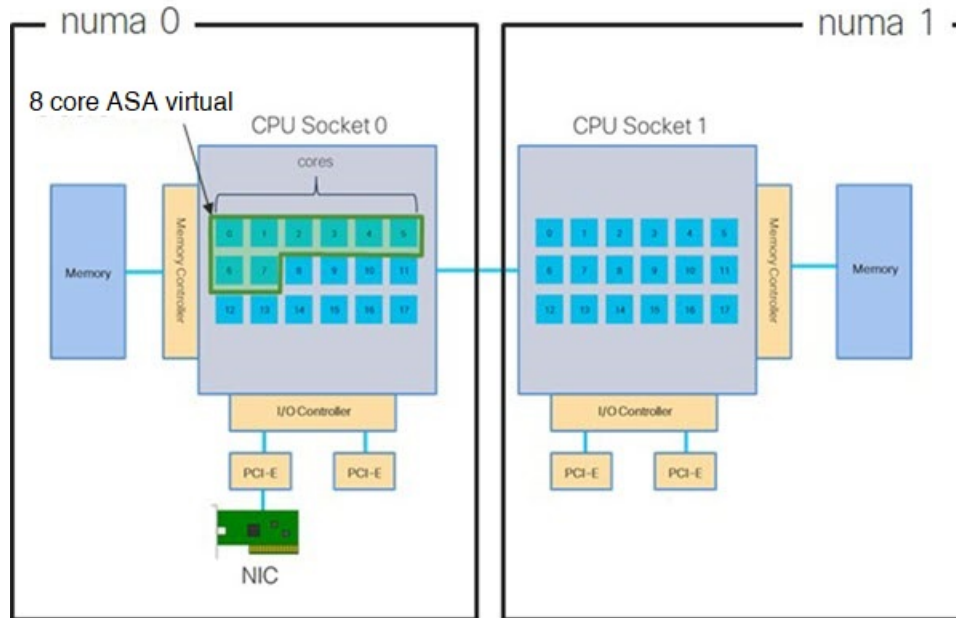 numa 0
numa 1
8 core ASA virtual
CPU Socket 0
CPU Socket 1
cores
Memory
Memory Controller
0 1 2 3 4 5
6 7 8 9 10 11
12 13 14 15 16 17
0 1 2 3 4 5
6 7 8 9 10 11
12 13 14 15 16 17
Memory Controller
Memory
I/O Controller
I/O Controller
PCI-E
PCI-E
PCI-E
PCI-E
NIC